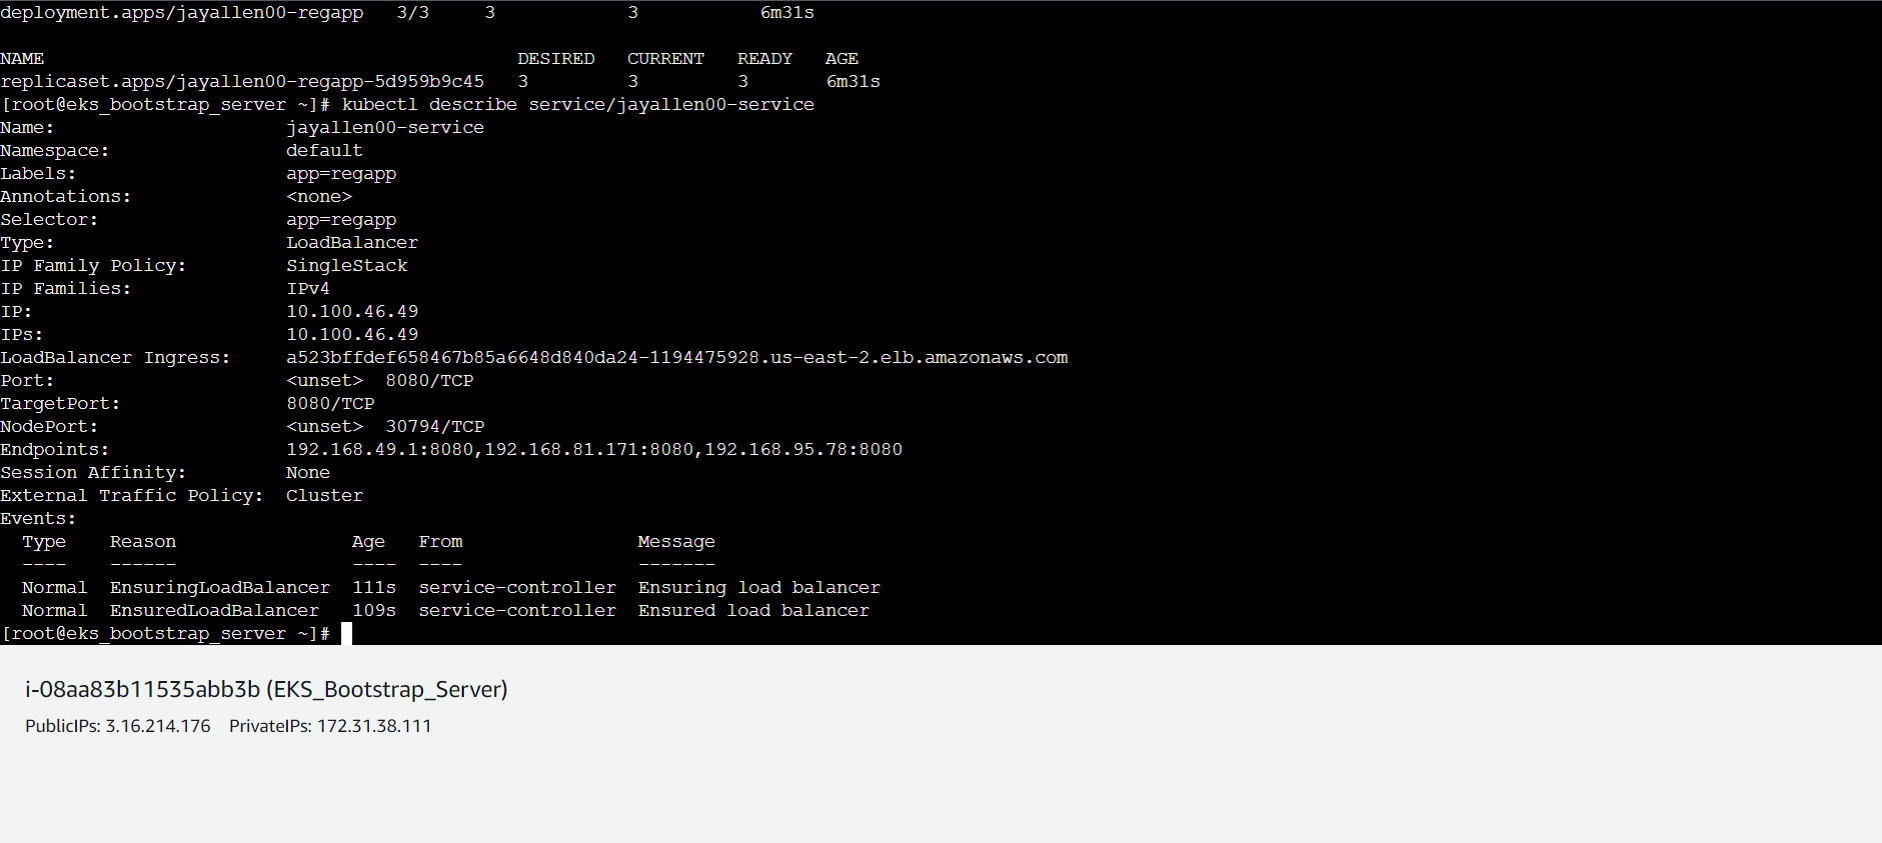 deployment.apps/jayallen00-regapp   3/3     3            3           6m31s
NAME                                           DESIRED   CURRENT   READY   AGE
replicaset.apps/jayallen00-regapp-5d959b9c45   3         3         3       6m31s
[root@eks_bootstrap_server ~]# kubectl describe service/jayallen00-service
Name:                     jayallen00-service
Namespace:                default
Labels:                   app=regapp
Annotations:              <none>
Selector:                 app=regapp
Type:                     LoadBalancer
IP Family Policy:         SingleStack
IP Families:              IPv4
IP:                       10.100.46.49
IPs:                      10.100.46.49
LoadBalancer Ingress:     a523bffdef658467b85a6648d840da24-1194475928.us-east-2.elb.amazonaws.com
Port:                     <unset>  8080/TCP
TargetPort:               8080/TCP
NodePort:                 <unset>  30794/TCP
Endpoints:                192.168.49.1:8080,192.168.81.171:8080,192.168.95.78:8080
Session Affinity:         None
External Traffic Policy:  Cluster
Events:
  Type    Reason                Age   From                Message
  ----    ------                ----  ----                -------
  Normal  EnsuringLoadBalancer  111s  service-controller  Ensuring load balancer
  Normal  EnsuredLoadBalancer   109s  service-controller  Ensured load balancer
[root@eks_bootstrap_server ~]#
i-08aa83b11535abb3b (EKS_Bootstrap_Server)
PublicIPs: 3.16.214.176    PrivateIPs: 172.31.38.111